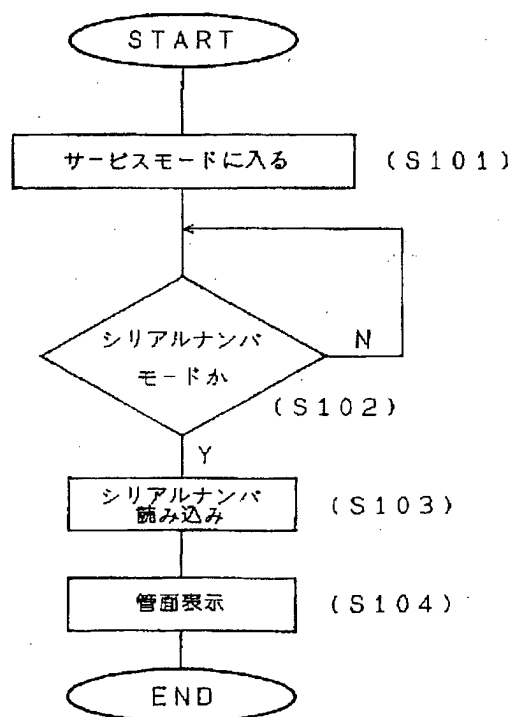 START
サービスモードに入る
(S101)
シリアルナンバ
モードか
N
(S102)
Y
シリアルナンバ
読み込み
(S103)
管面表示
(S104)
END